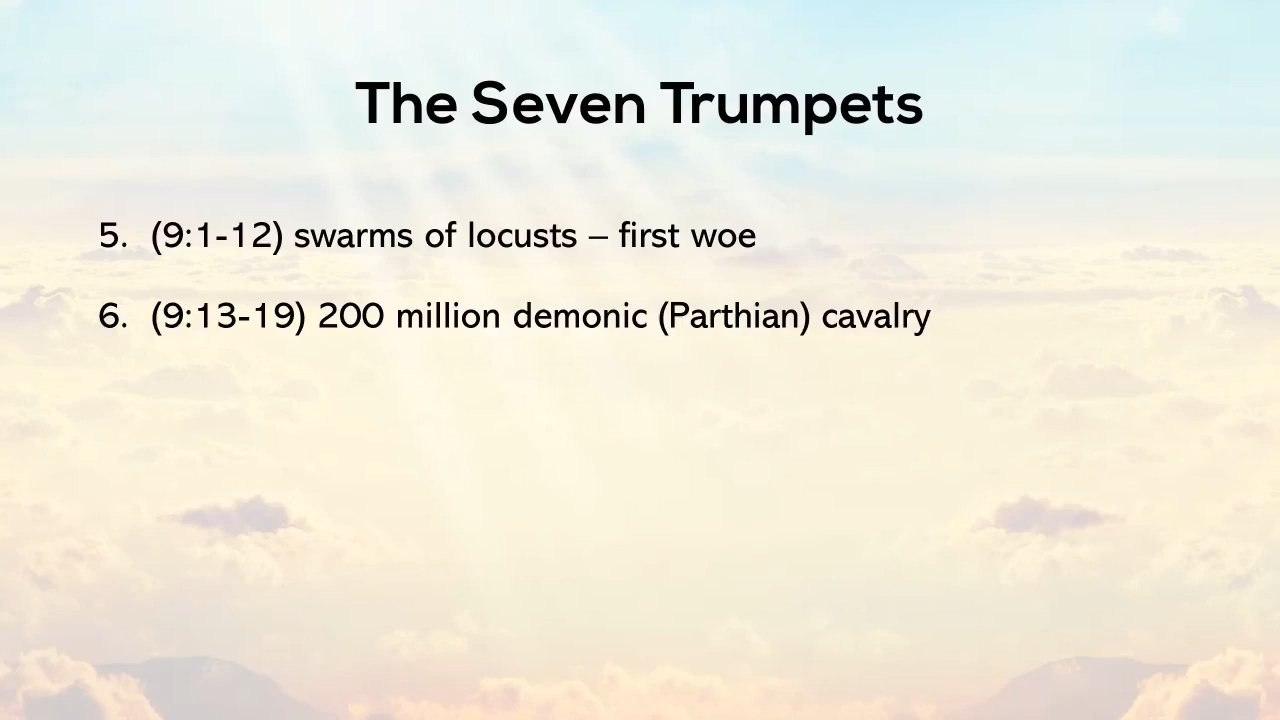 The Seven Trumpets
5. (9:1-12) swarms of locusts – first woe
6. (9:13-19) 200 million demonic (Parthian) cavalry